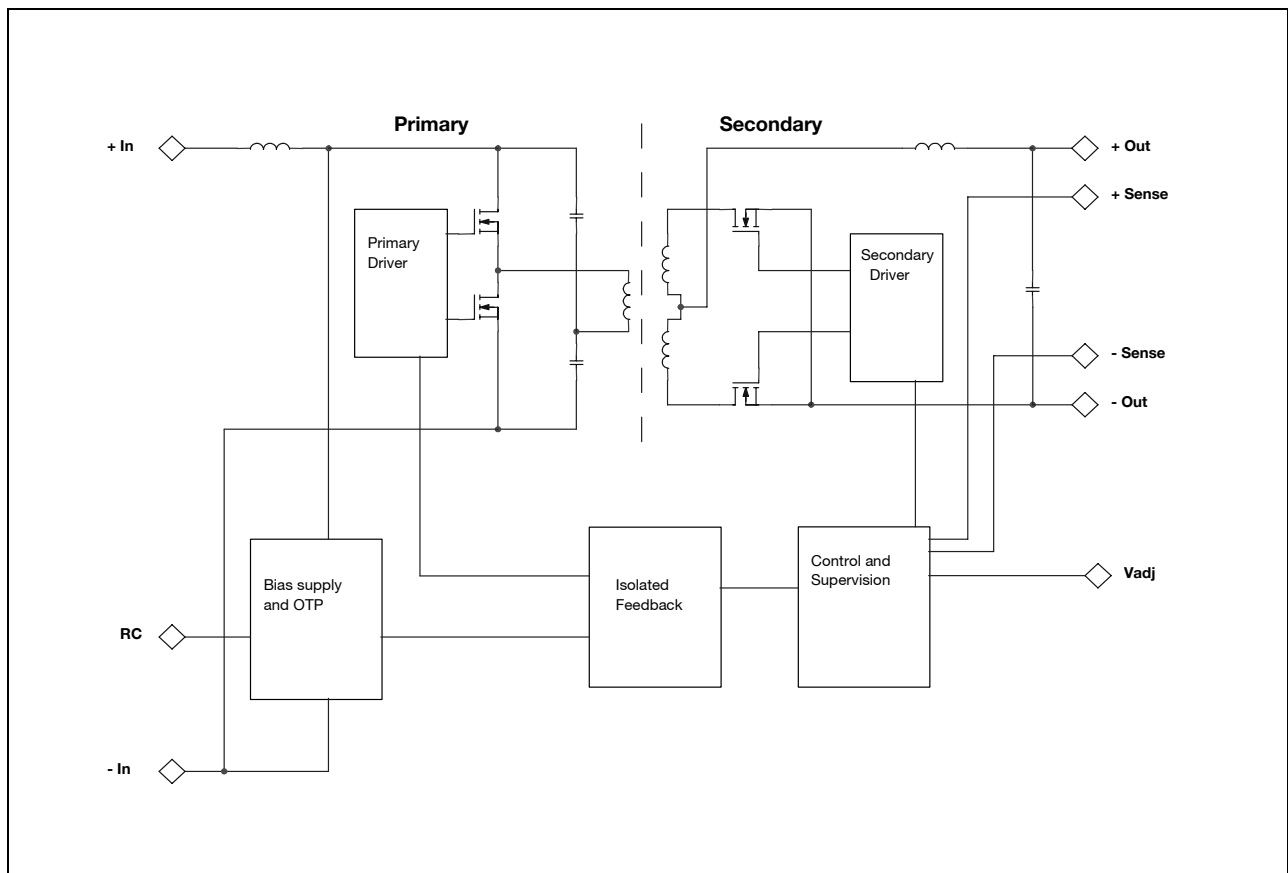 Primary
Secondary
+ In
+ Out
+ Sense
Primary
Driver
Secondary
Driver
- Sense
- Out
Bias supply
and OTP
Isolated
Feedback
Control and
Supervision
Vadj
RC
- In